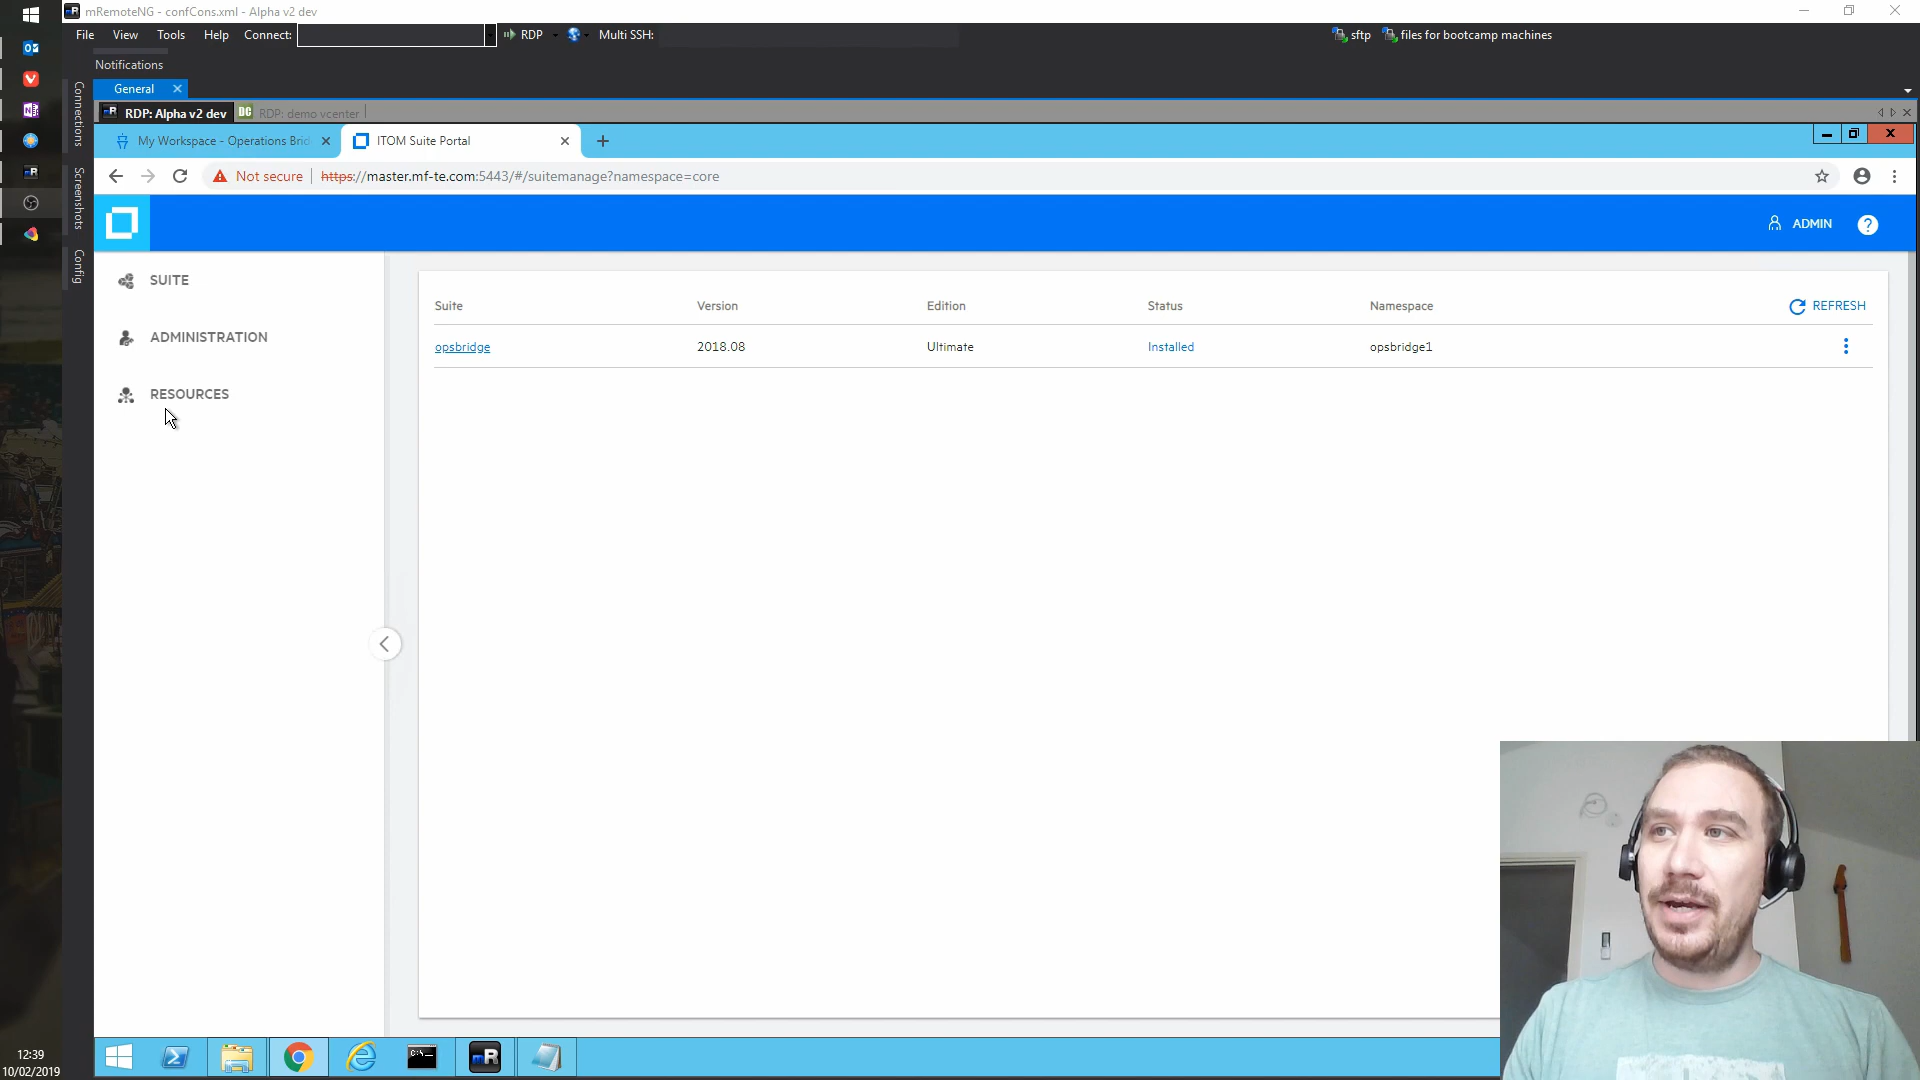 mRemoteNG - confCons.xml - Alpha v2 dev
File View Tools Help Connect: RDP Multi SSH: sftp files for bootcamp machines
Notifications
General
RDP: Alpha v2 dev DC RDP: demo vcenter
My Workspace - Operations Brid ITOM Suite Portal
Not secure https://master.mf-te.com:5443/#/suitemanage?namespace=core
ADMIN ?
Connections
Screenshots
Config
SUITE
ADMINISTRATION
RESOURCES
Suite Version Edition Status Namespace REFRESH
opsbridge 2018.08 Ultimate Installed opsbridge1
12:39
10/02/2019